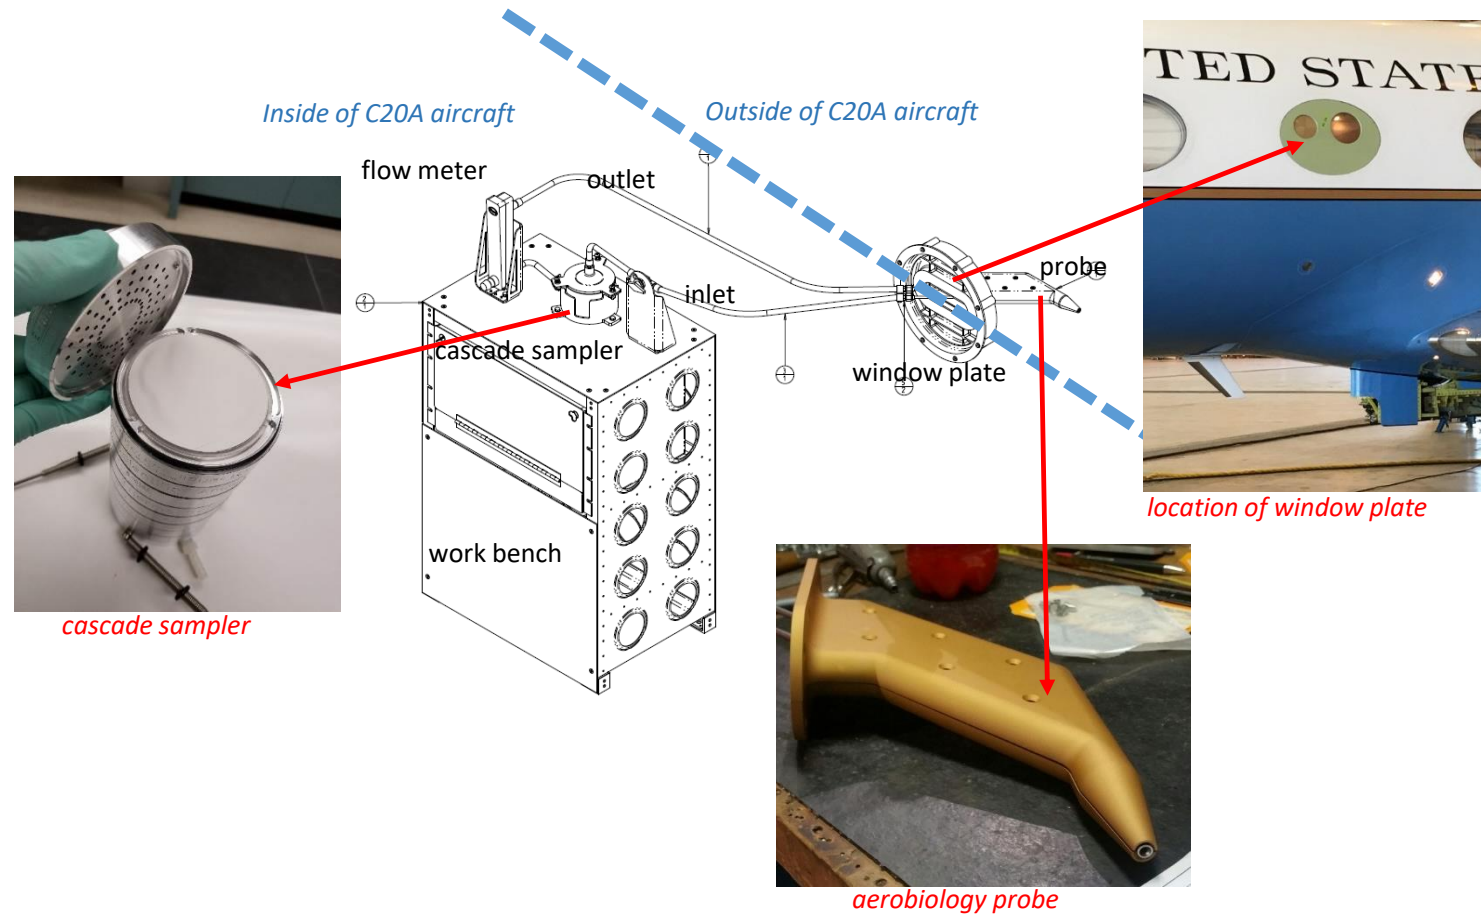 TED STATE
Inside of C20A aircraft
Outside of C20A aircraft
flow meter
outlet
probe
inlet
cascade sampler
window plate
location of window plate
work bench
cascade sampler
aerobiology probe